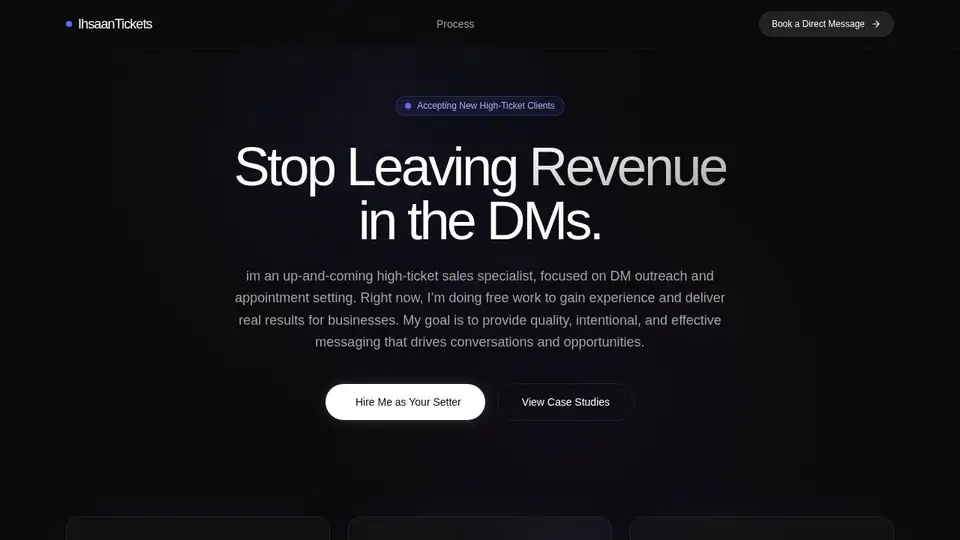 IhsaanTickets
Process
Book a Direct Message
Accepting New High-Ticket Clients
Stop Leaving Revenue
in the DMs.
im an up-and-coming high-ticket sales specialist, focused on DM outreach and
appointment setting. Right now, I’m doing free work to gain experience and deliver
real results for businesses. My goal is to provide quality, intentional, and effective
messaging that drives conversations and opportunities.
Hire Me as Your Setter
View Case Studies